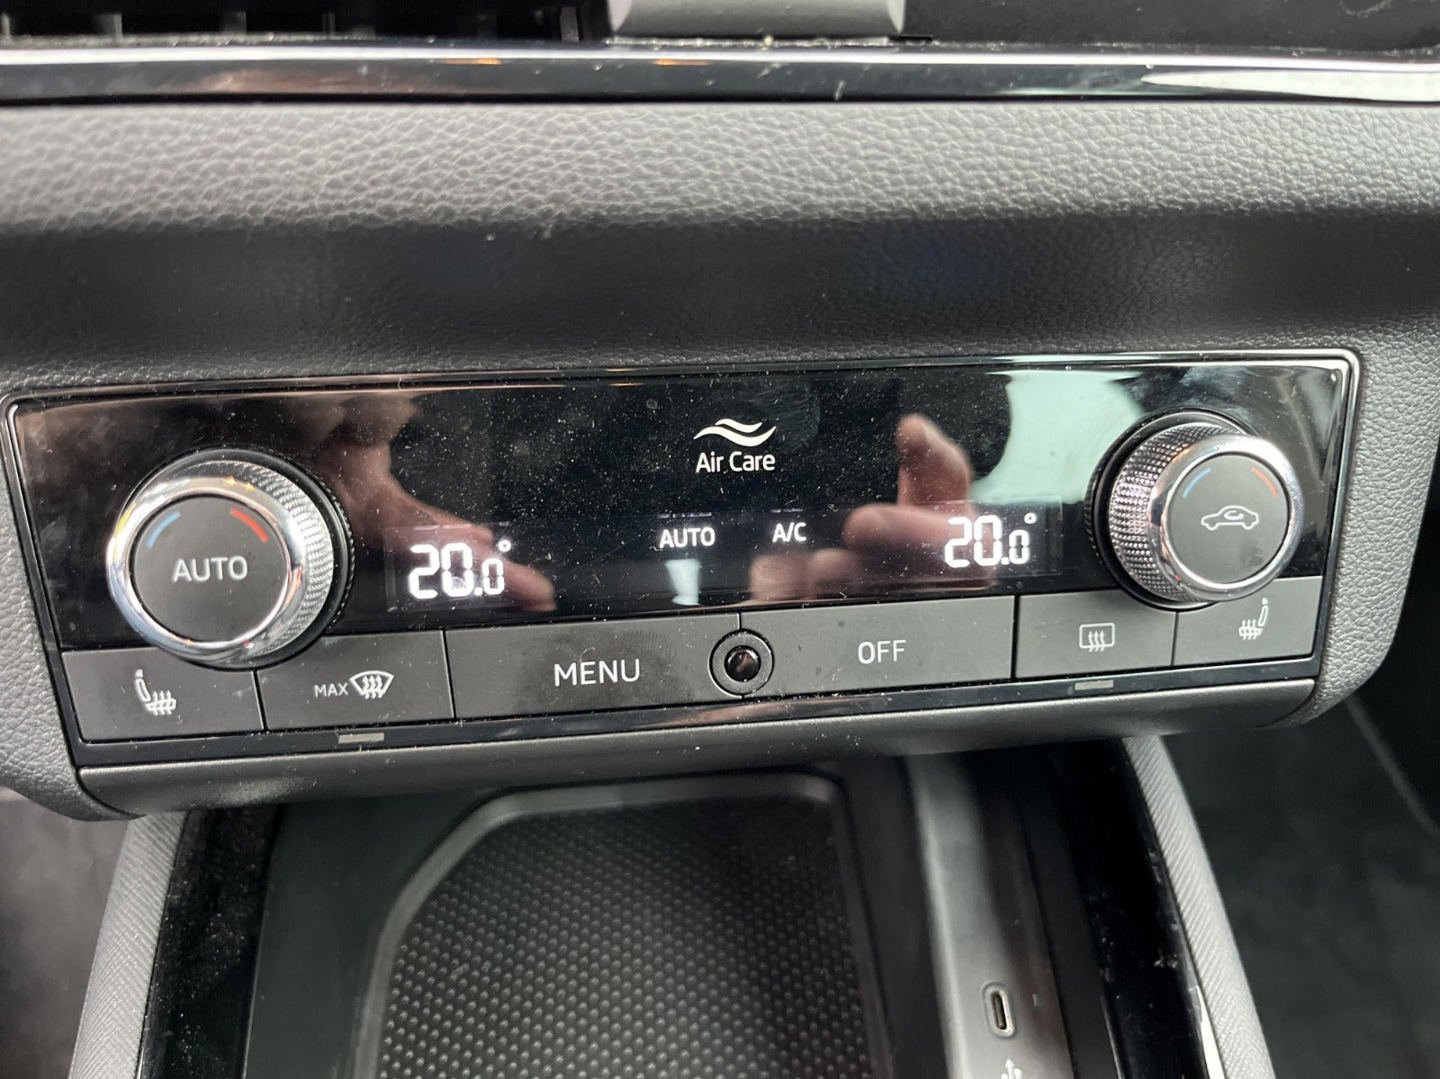 Air Care
AUTO
20.0°
AUTO
A/C
20.0°
MAX
MENU
OFF